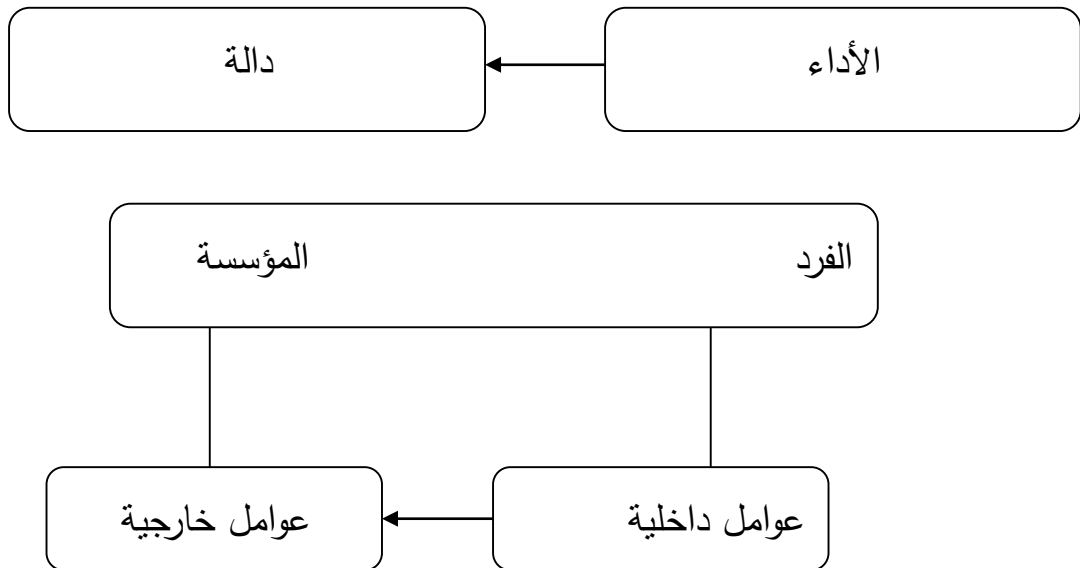 الأداء
دالة
الفرد
المؤسسة
عوامل داخلية
عوامل خارجية